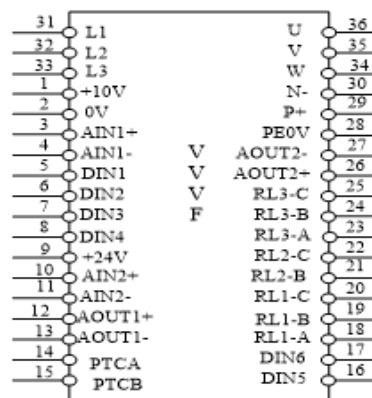 31 L1 U 36
32 L2 V 35
33 L3 W 34
1 +10V N- 30
2 0V P+ 29
3 AIN1+ PE0V 28
4 AIN1- V AOUT2- 27
5 DIN1 V AOUT2+ 26
6 DIN2 V RL3-C 25
7 DIN3 F RL3-B 24
8 DIN4 RL3-A 23
9 +24V RL2-C 22
10 AIN2+ RL2-B 21
11 AIN2- RL1-C 20
12 AOUT1+ RL1-B 19
13 AOUT1- RL1-A 18
14 PTCA DIN6 17
15 PTCB DIN5 16